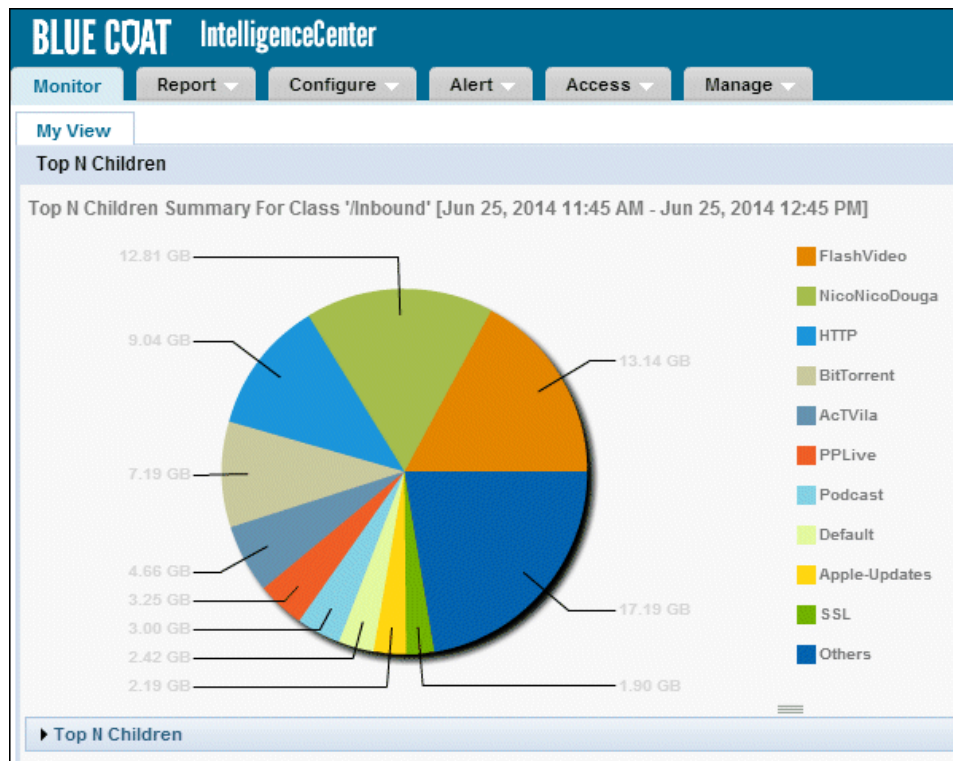 BLUE COAT IntelligenceCenter
Monitor Report Configure Alert Access Manage
My View
Top N Children
Top N Children Summary For Class '/Inbound' [Jun 25, 2014 11:45 AM - Jun 25, 2014 12:45 PM]
12.81 GB
9.04 GB
13.14 GB
7.19 GB
4.66 GB
3.25 GB
3.00 GB
2.42 GB
2.19 GB
17.19 GB
1.90 GB
FlashVideo
NicoNicoDouga
HTTP
BitTorrent
AcTVila
PPLive
Podcast
Default
Apple-Updates
SSL
Others
Top N Children